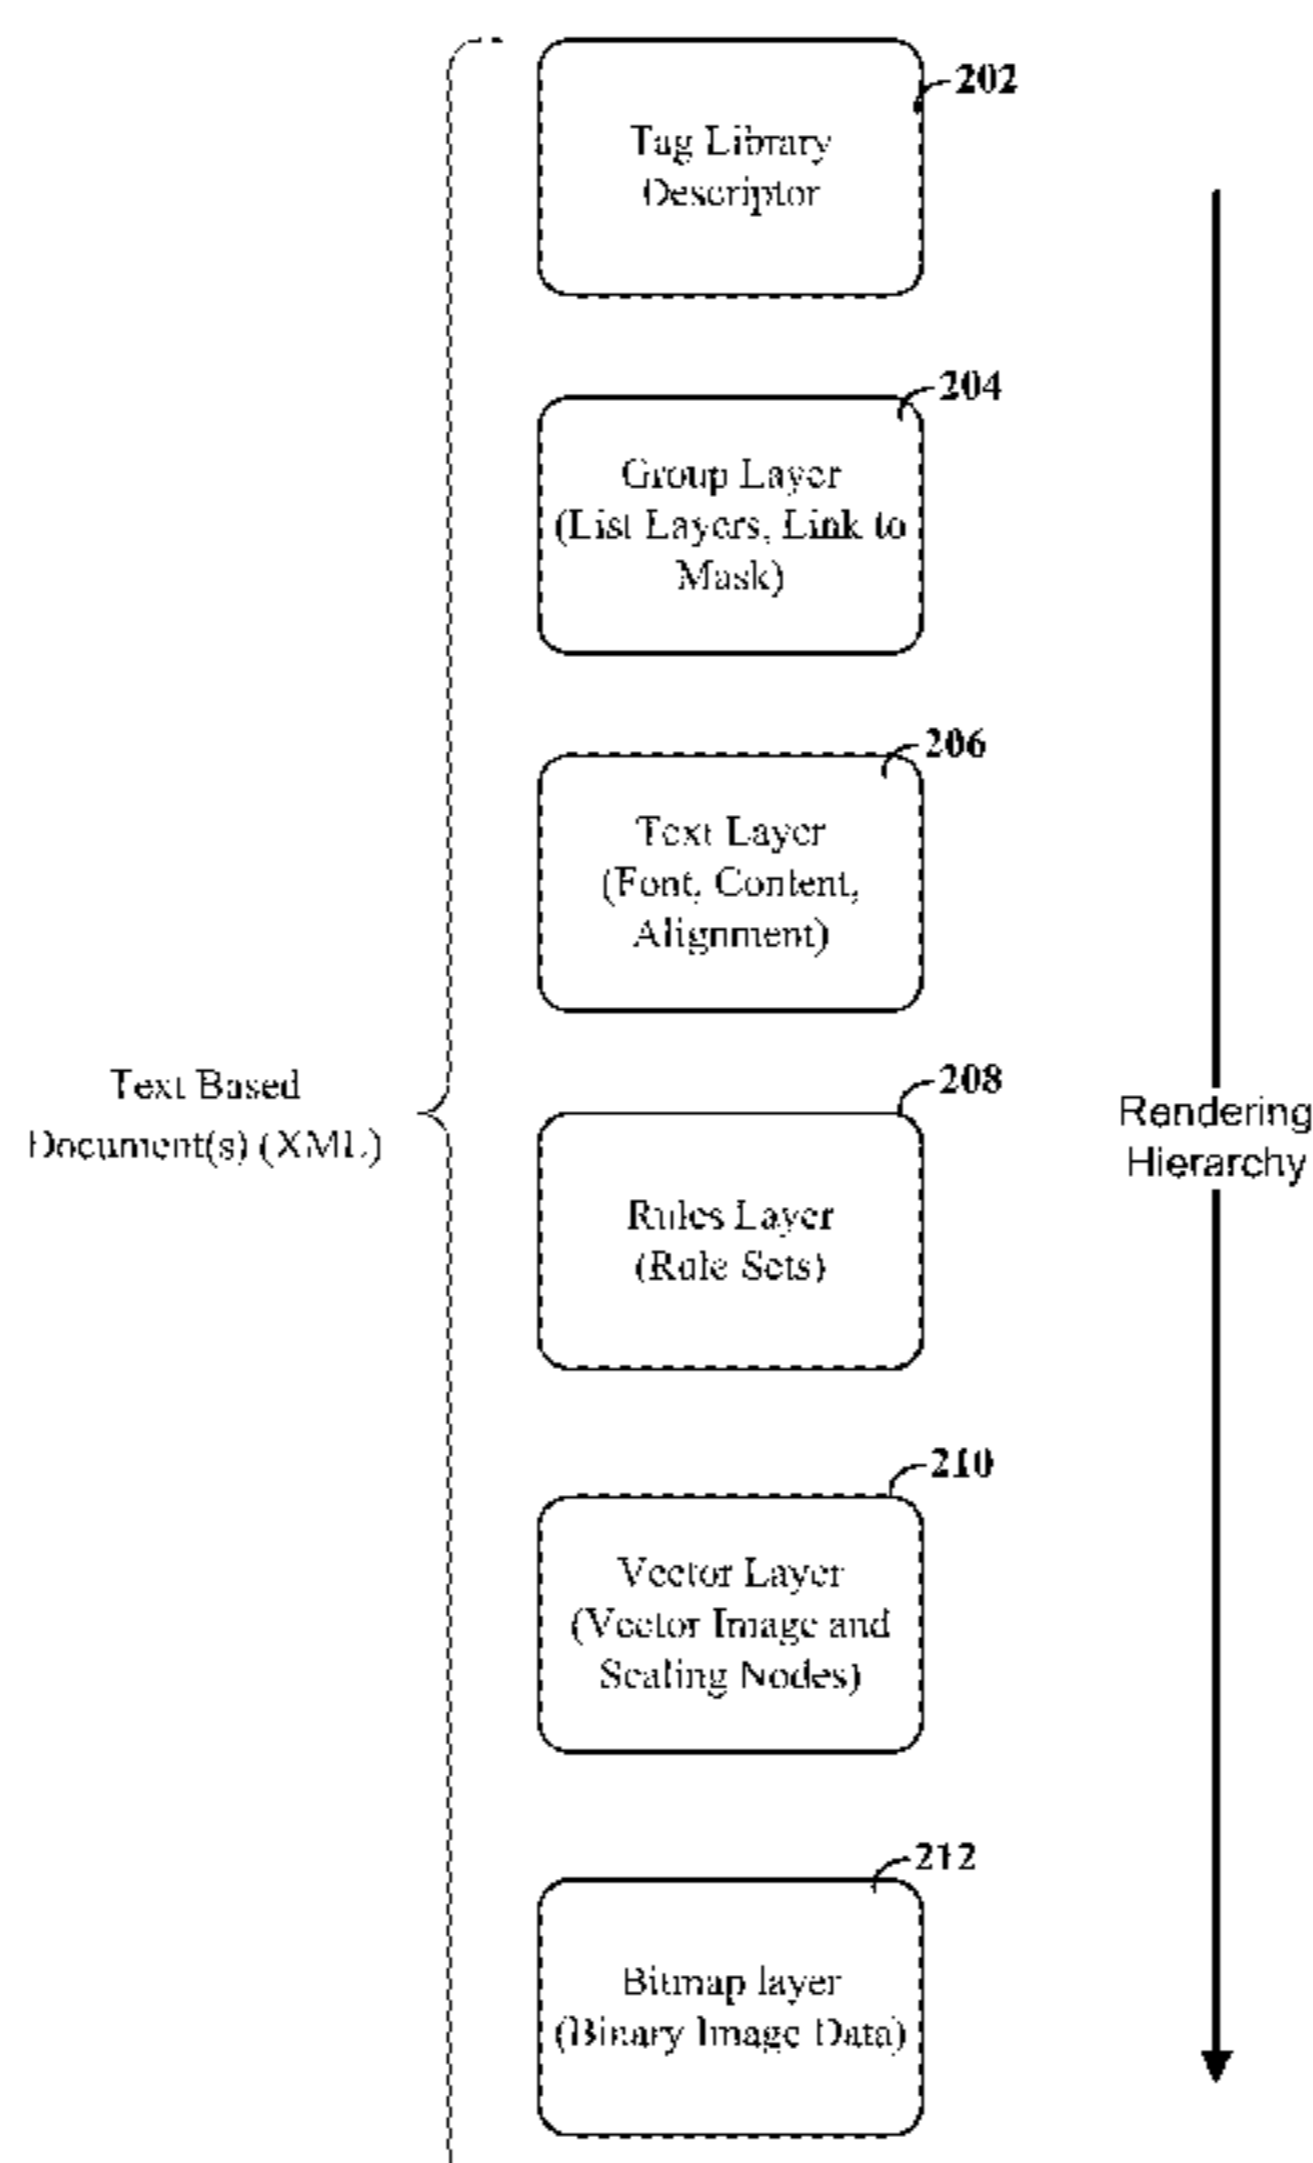 202
Tag Library
Descriptor
204
Group Layer
(List Layers, Link to
Mask)
206
Text Layer
(Font, Content,
Alignment)
Text Based
Document(s) (XML)
208
Rendering
Hierarchy
Rules Layer
(Rule Sets)
210
Vector Layer
(Vector Image and
Scaling Nodes)
212
Bitmap layer
(Binary Image Data)